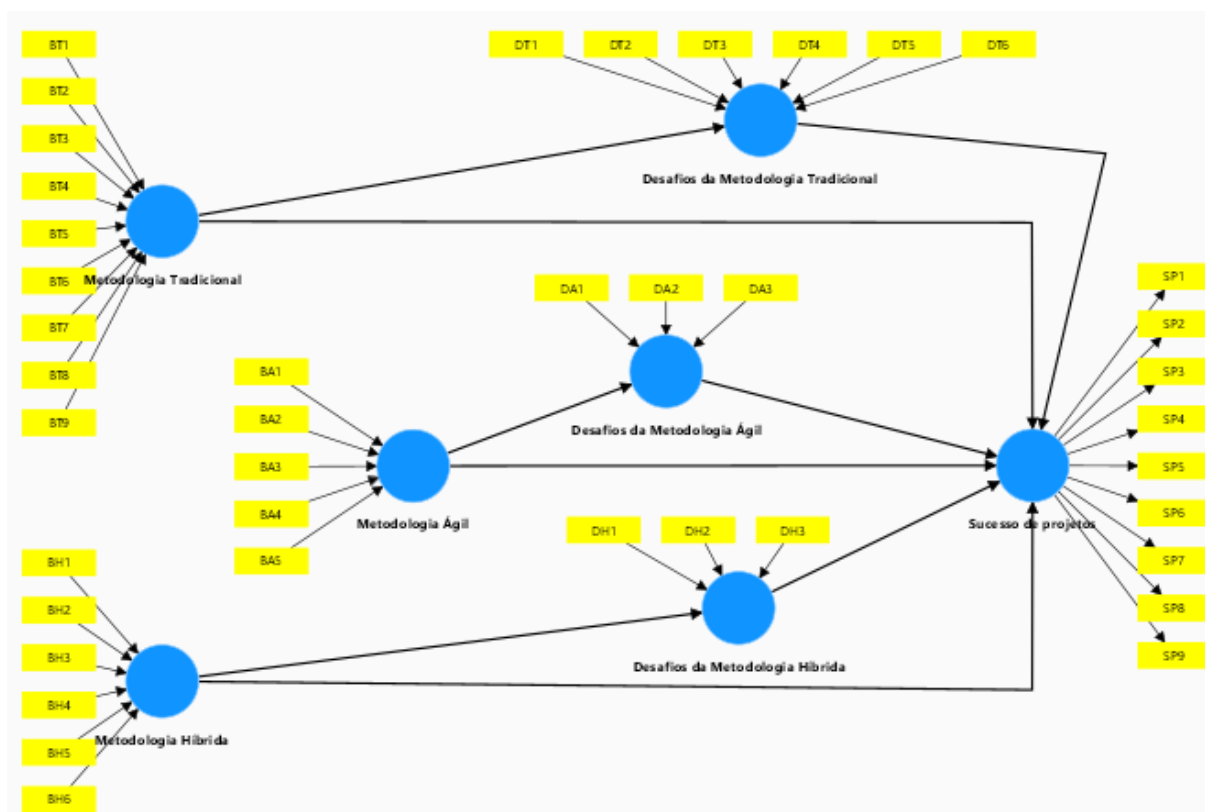 BT1
BT2
BT3
BT4
BT5
BT6
BT7
BT8
BT9
Metodologia Tradicional
DT1
DT2
DT3
DT4
DT5
DT6
Desafios da Metodologia Tradicional
DA1
DA2
DA3
Desafios da Metodologia Ágil
BA1
BA2
BA3
BA4
BA5
Metodologia Ágil
DH1
DH2
DH3
Desafios da Metodologia Híbrida
BH1
BH2
BH3
BH4
BH5
BH6
Metodologia Híbrida
SP1
SP2
SP3
SP4
SP5
SP6
SP7
SP8
SP9
Sucesso de projetos